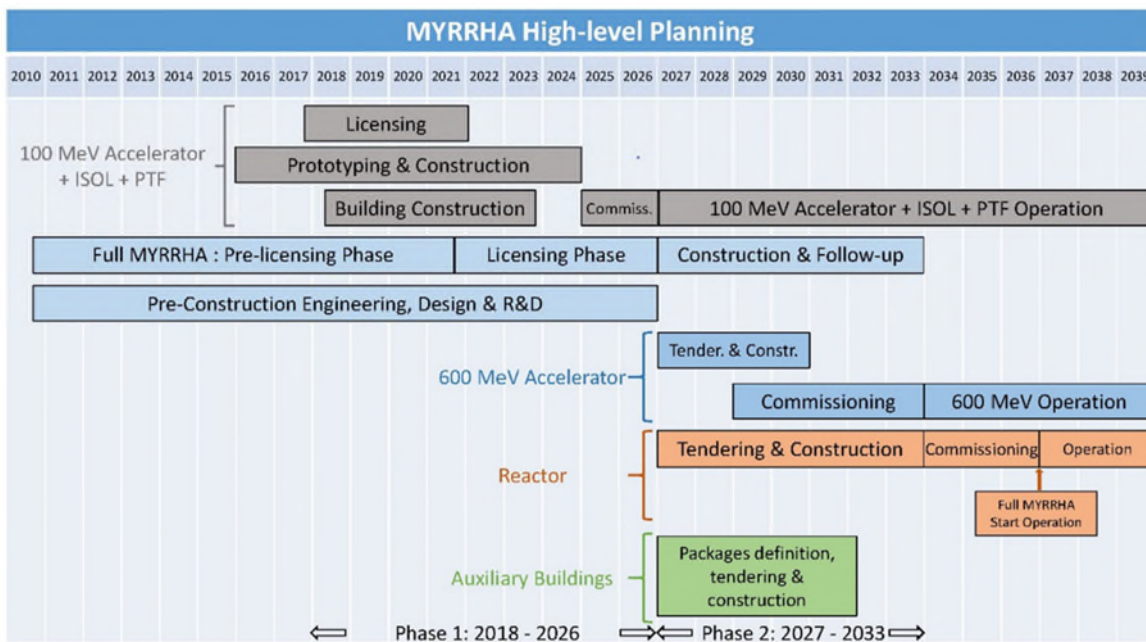 MYRRHA High-level Planning
2010 2011 2012 2013 2014 2015 2016 2017 2018 2019 2020 2021 2022 2023 2024 2025 2026 2027 2028 2029 2030 2031 2032 2033 2034 2035 2036 2037 2038 2039
Licensing
100 MeV Accelerator
+ ISOL + PTF
Prototyping & Construction
Building Construction
Commiss.
100 MeV Accelerator + ISOL + PTF Operation
Full MYRRHA : Pre-licensing Phase
Licensing Phase
Construction & Follow-up
Pre-Construction Engineering, Design & R&D
600 MeV Accelerator
Tender. & Constr.
Commissioning
600 MeV Operation
Reactor
Tendering & Construction
Commissioning
Operation
Full MYRRHA
Start Operation
Auxiliary Buildings
Packages definition,
tendering &
construction
Phase 1: 2018 - 2026
Phase 2: 2027 - 2033